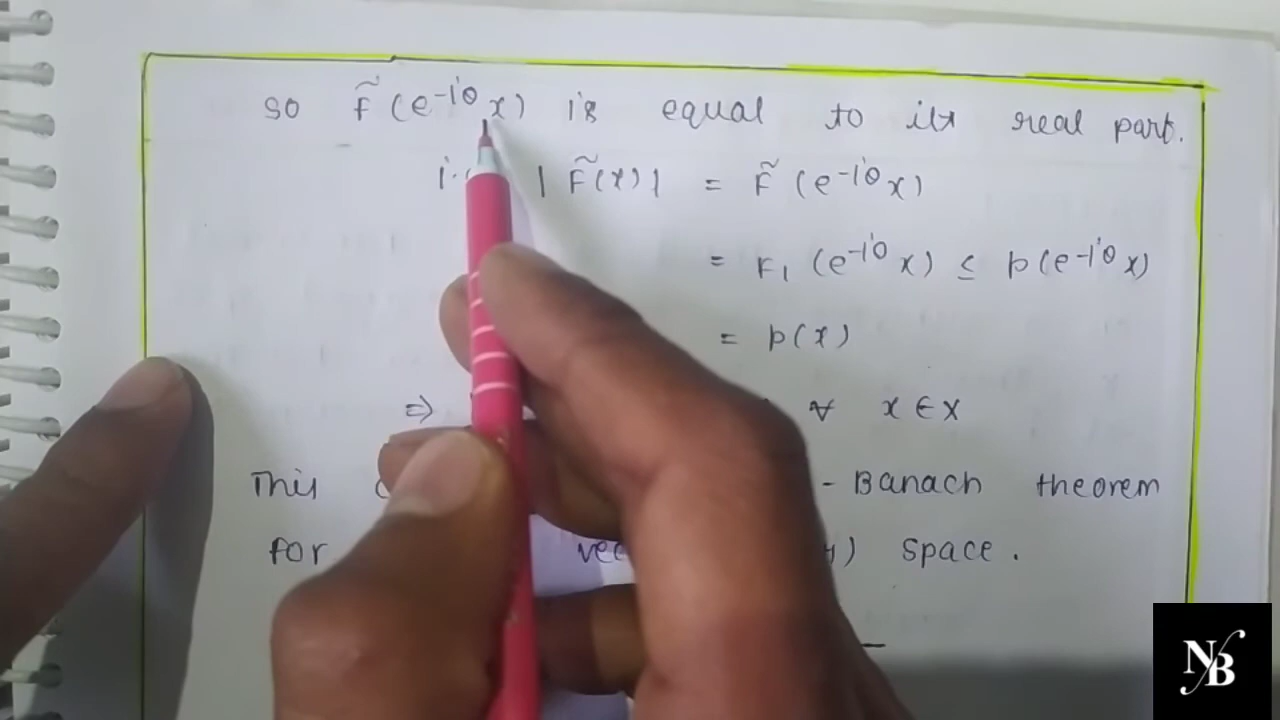 so F̃ (e^-iθ x) is equal to its real part.
| F̃(x) | = F̃ (e^-iθ x)
= F₁ (e^-iθ x) ≤ p(e^-iθ x)
= p(x)
⇒ ∀ x ∈ X
This - Banach theorem
For space.
NB